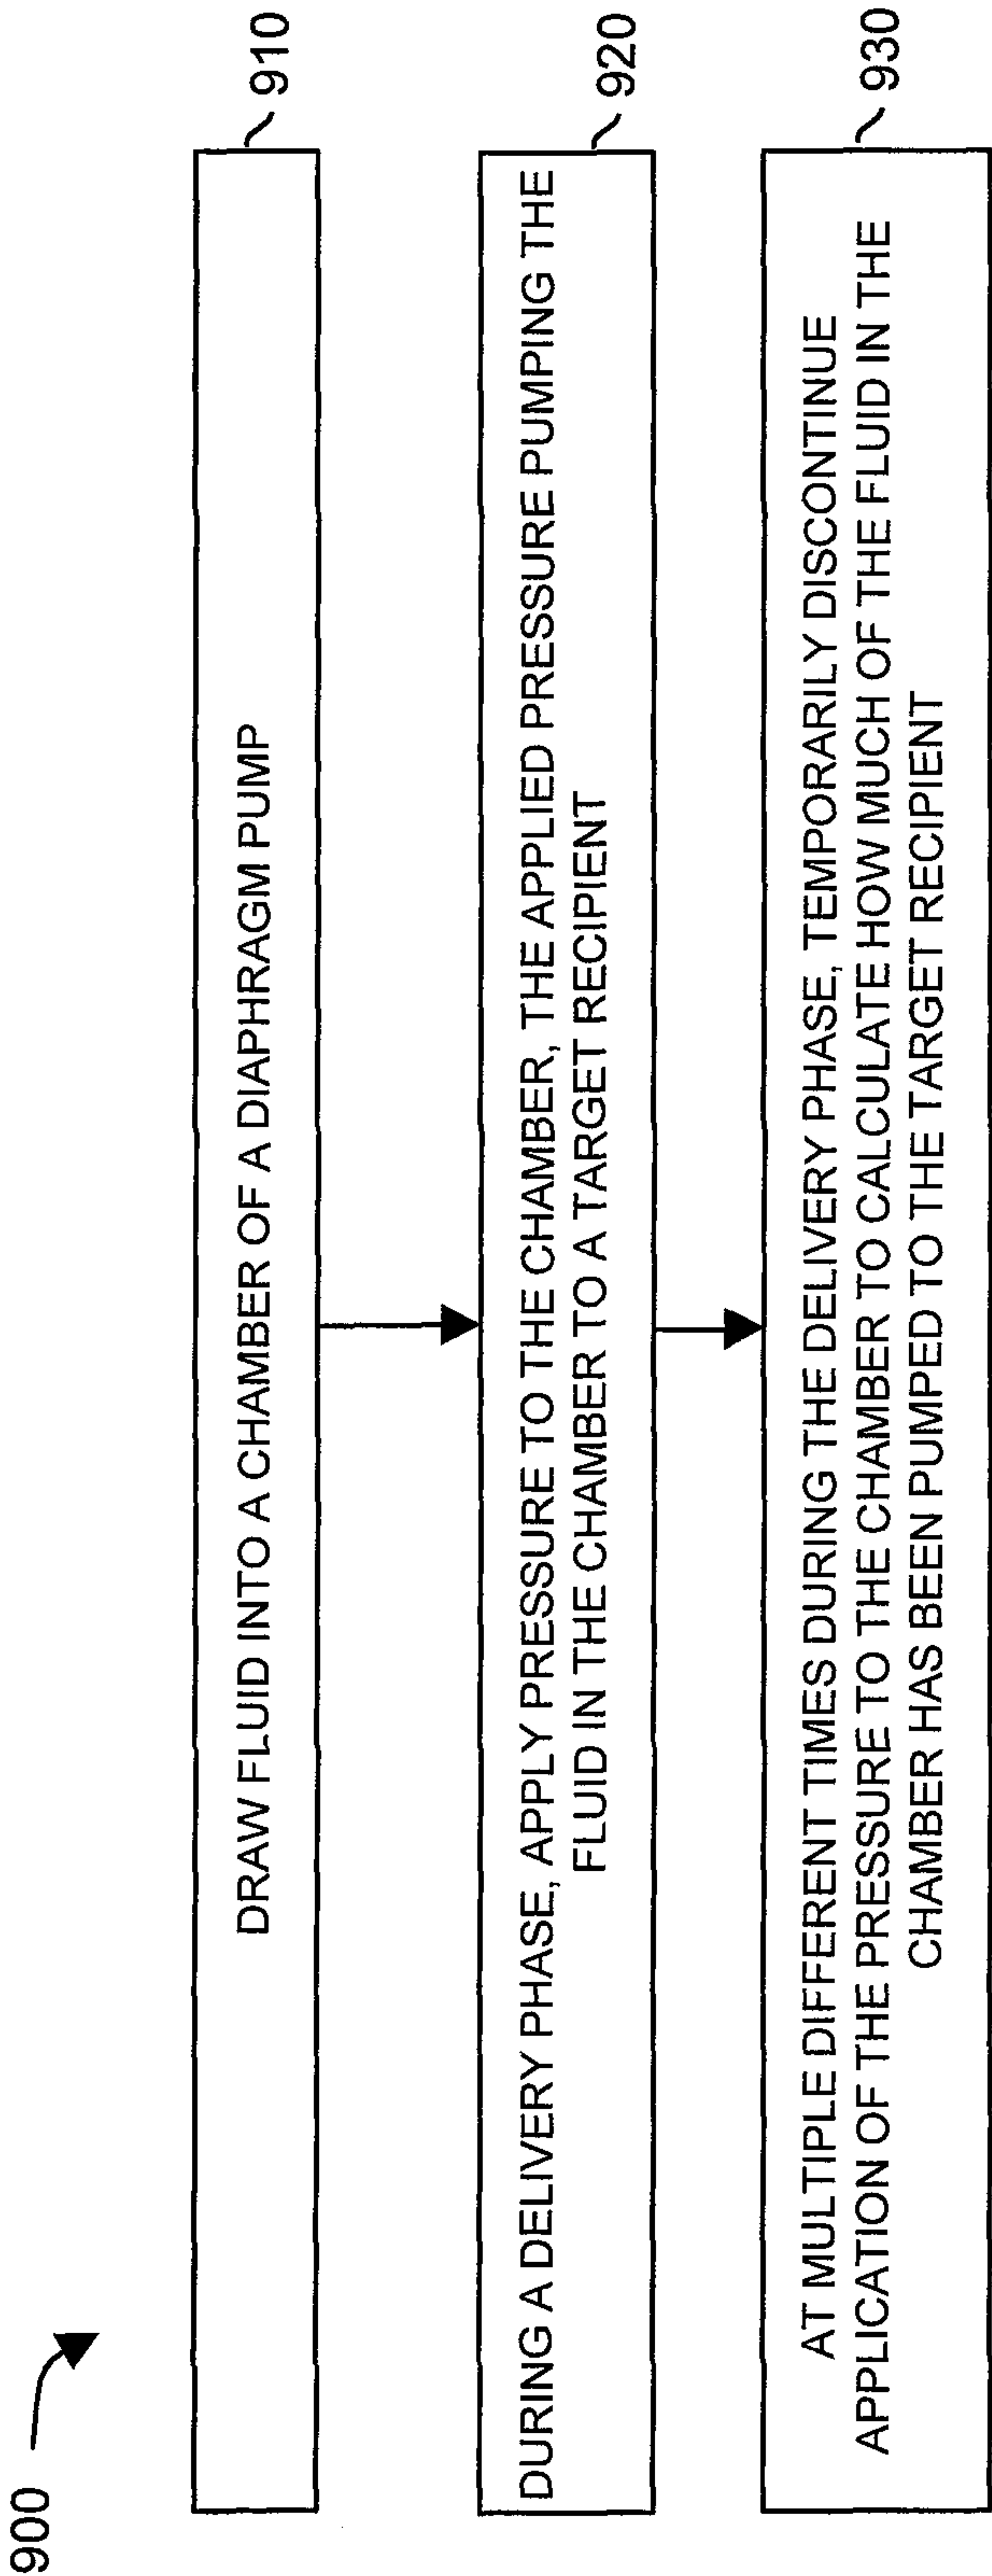 900
DRAW FLUID INTO A CHAMBER OF A DIAPHRAGM PUMP
910
DURING A DELIVERY PHASE, APPLY PRESSURE TO THE CHAMBER, THE APPLIED PRESSURE PUMPING THE
FLUID IN THE CHAMBER TO A TARGET RECIPIENT
920
AT MULTIPLE DIFFERENT TIMES DURING THE DELIVERY PHASE, TEMPORARILY DISCONTINUE
APPLICATION OF THE PRESSURE TO THE CHAMBER TO CALCULATE HOW MUCH OF THE FLUID IN THE
CHAMBER HAS BEEN PUMPED TO THE TARGET RECIPIENT
930